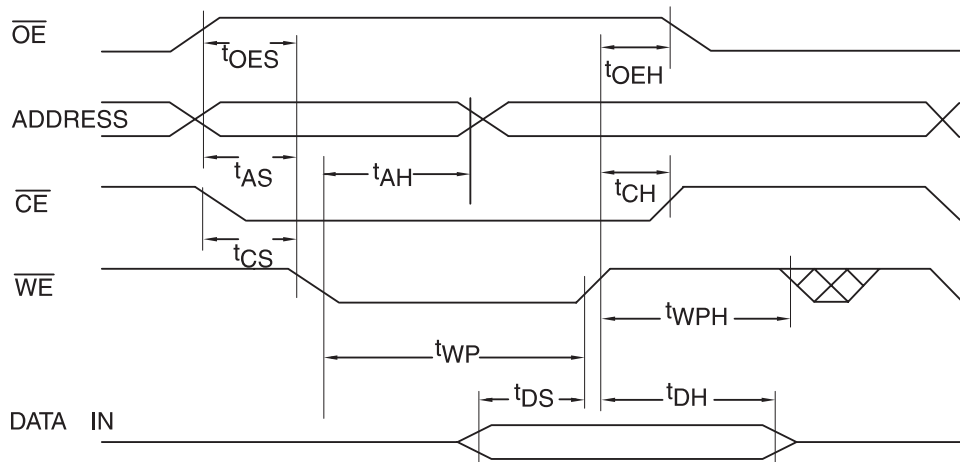 OE
tOES
tOEH
ADDRESS
tAS
tAH
tCH
CE
tCS
WE
tWPH
tWP
tDS
tDH
DATA IN